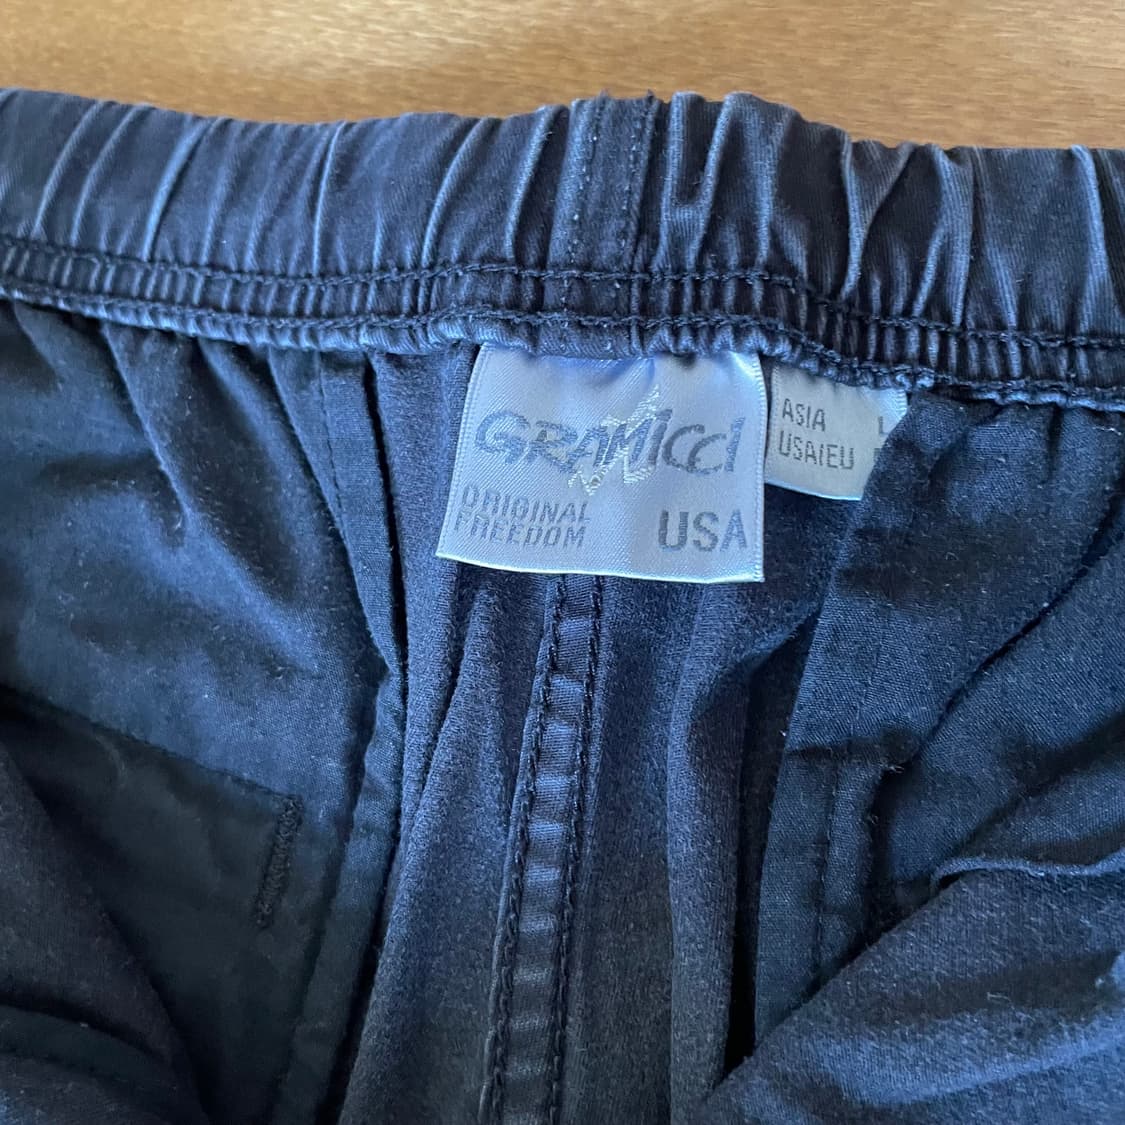 GRAMICCI
ORIGINAL
FREEDOM
USA
ASIA L
USA/EU